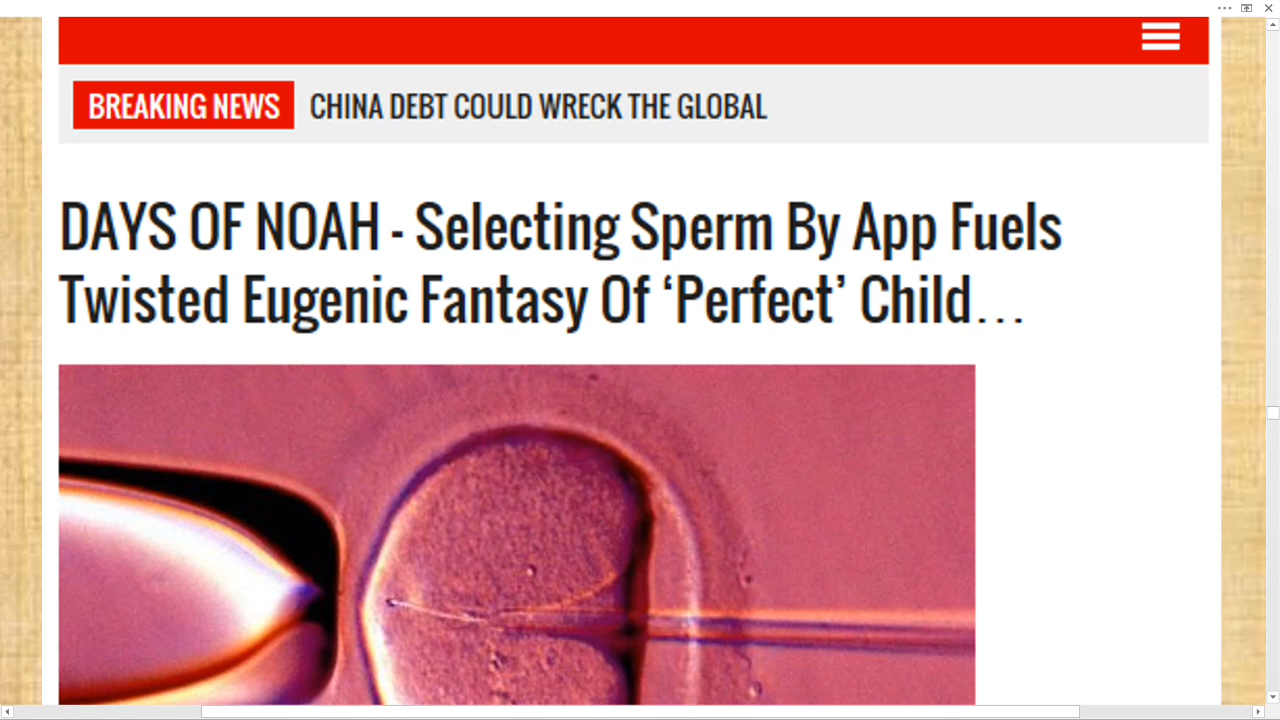 BREAKING NEWS CHINA DEBT COULD WRECK THE GLOBAL
DAYS OF NOAH - Selecting Sperm By App Fuels
Twisted Eugenic Fantasy Of ‘Perfect’ Child…